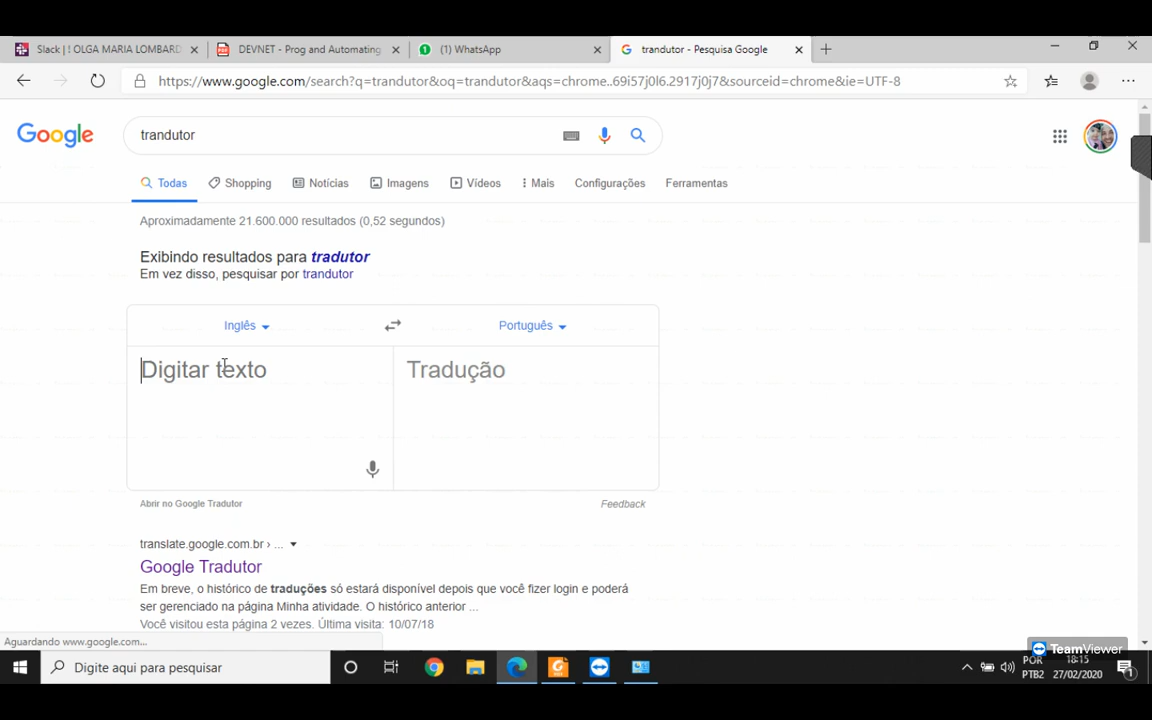 Slack | ! OLGA MARIA LOMBARD
DEVNET - Prog and Automating
(1) WhatsApp
trandutor - Pesquisa Google
https://www.google.com/search?q=trandutor&oq=trandutor&aqs=chrome..69i57j0l6.2917j0j7&sourceid=chrome&ie=UTF-8
Google
trandutor
Todas Shopping Notícias Imagens Vídeos Mais Configurações Ferramentas
Aproximadamente 21.600.000 resultados (0,52 segundos)
Exibindo resultados para tradutor
Em vez disso, pesquisar por trandutor
Inglês Português
Digitar texto Tradução
Abrir no Google Tradutor Feedback
translate.google.com.br › ...
Google Tradutor
Em breve, o histórico de traduções só estará disponível depois que você fizer login e poderá
ser gerenciado na página Minha atividade. O histórico anterior ...
Você visitou esta página 2 vezes. Última visita: 10/07/18
Aguardando www.google.com...
TeamViewer
Digite aqui para pesquisar
POR
PTB2
18:15
27/02/2020
1